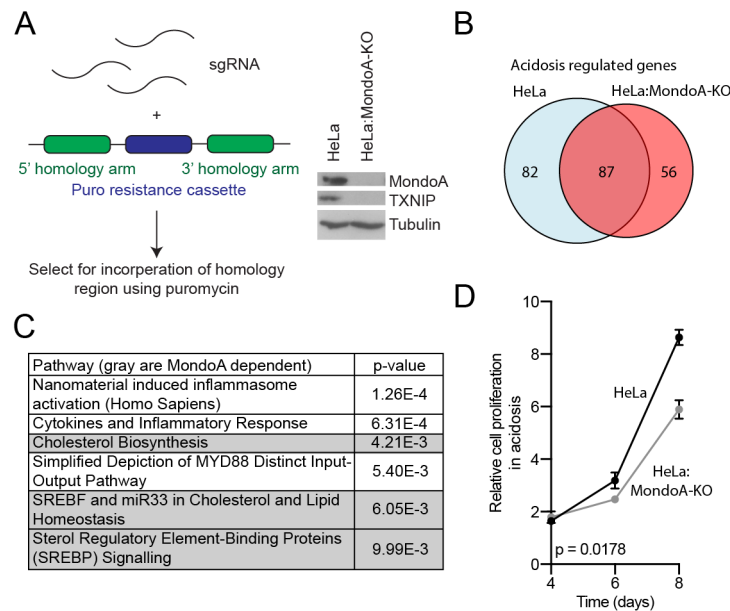 A
sgRNA
+
5' homology arm
3' homology arm
Puro resistance cassette
Select for incorperation of homology
region using puromycin
HeLa
HeLa:MondoA-KO
MondoA
TXNIP
Tubulin
B
Acidosis regulated genes
HeLa
HeLa:MondoA-KO
82
87
56
C
Pathway (gray are MondoA dependent) p-value
Nanomaterial induced inflammasome
activation (Homo Sapiens)
1.26E-4
Cytokines and Inflammatory Response 6.31E-4
Cholesterol Biosynthesis 4.21E-3
Simplified Depiction of MYD88 Distinct Input-
Output Pathway
5.40E-3
SREBF and miR33 in Cholesterol and Lipid
Homeostasis
6.05E-3
Sterol Regulatory Element-Binding Proteins
(SREBP) Signalling
9.99E-3
D
Relative cell proliferation
in acidosis
10
8
6
4
2
0
HeLa
HeLa:
MondoA-KO
p = 0.0178
4 6 8
Time (days)